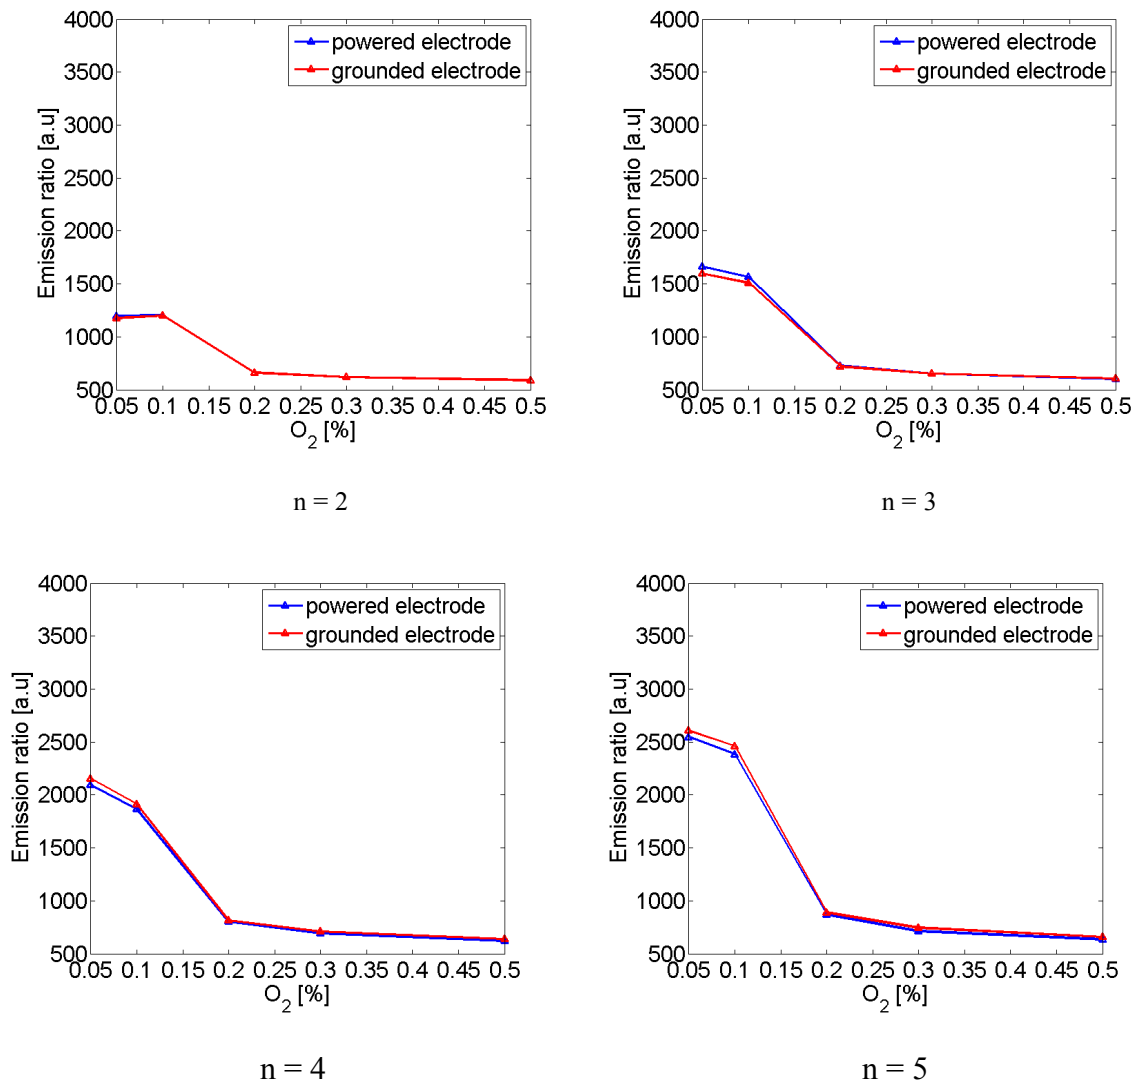 4000
3500
3000
2500
2000
1500
1000
500
Emission ratio [a.u]
powered electrode
grounded electrode
0.05 0.1 0.15 0.2 0.25 0.3 0.35 0.4 0.45 0.5
O2 [%]
n = 2
4000
3500
3000
2500
2000
1500
1000
500
Emission ratio [a.u]
powered electrode
grounded electrode
0.05 0.1 0.15 0.2 0.25 0.3 0.35 0.4 0.45 0.5
O2 [%]
n = 3
4000
3500
3000
2500
2000
1500
1000
500
Emission ratio [a.u]
powered electrode
grounded electrode
0.05 0.1 0.15 0.2 0.25 0.3 0.35 0.4 0.45 0.5
O2 [%]
n = 4
4000
3500
3000
2500
2000
1500
1000
500
Emission ratio [a.u]
powered electrode
grounded electrode
0.05 0.1 0.15 0.2 0.25 0.3 0.35 0.4 0.45 0.5
O2 [%]
n = 5